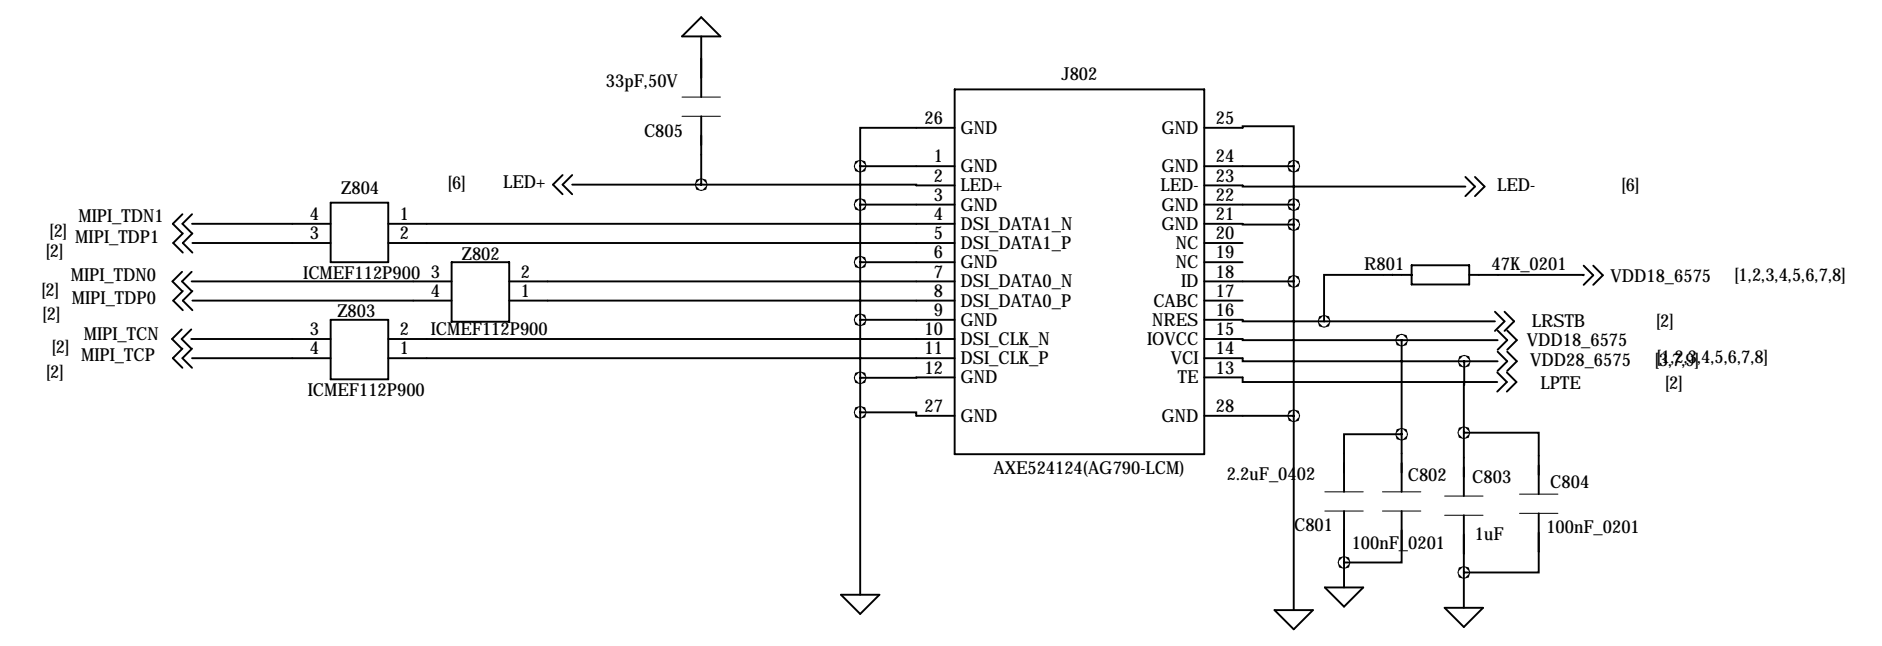 J802
33pF,50V
C805
26 GND
GND 25
1 GND
GND 24
[6] LED+
2 LED+
LED- 23
LED- [6]
Z804
3 GND
GND 22
MIPI_TDN1 4 1
4 DSI_DATA1_N
GND 21
[2] MIPI_TDP1 3 2
5 DSI_DATA1_P
NC 20
[2]
Z802
6 GND
NC 19
R801 47K_0201
VDD18_6575 [1,2,3,4,5,6,7,8]
ICMEF112P900
MIPI_TDN0 3 2
7 DSI_DATA0_N
ID 18
[2] MIPI_TDP0 4 1
8 DSI_DATA0_P
CABC 17
[2]
Z803
9 GND
NRES 16
LRSTB [2]
ICMEF112P900
MIPI_TCN 3 2
10 DSI_CLK_N
IOVCC 15
VDD18_6575
[2] MIPI_TCP 4 1
11 DSI_CLK_P
VCI 14
VDD28_6575
[2]
12 GND
TE 13
LPTE [2]
ICMEF112P900
27 GND
GND 28
AXE524124(AG790-LCM)
2.2uF_0402 C802 C803 C804
C801 100nF_0201 1uF 100nF_0201